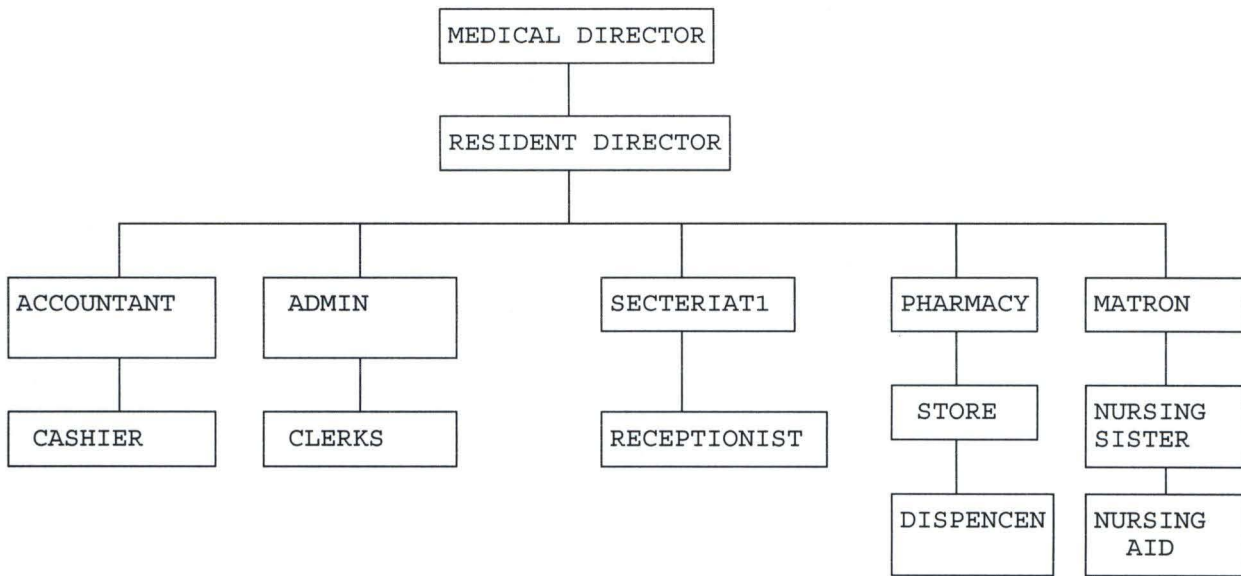 MEDICAL DIRECTOR
RESIDENT DIRECTOR
ACCOUNTANT
ADMIN
SECTERIAT1
PHARMACY
MATRON
CASHIER
CLERKS
RECEPTIONIST
STORE
NURSING
SISTER
DISPENCEN
NURSING
AID